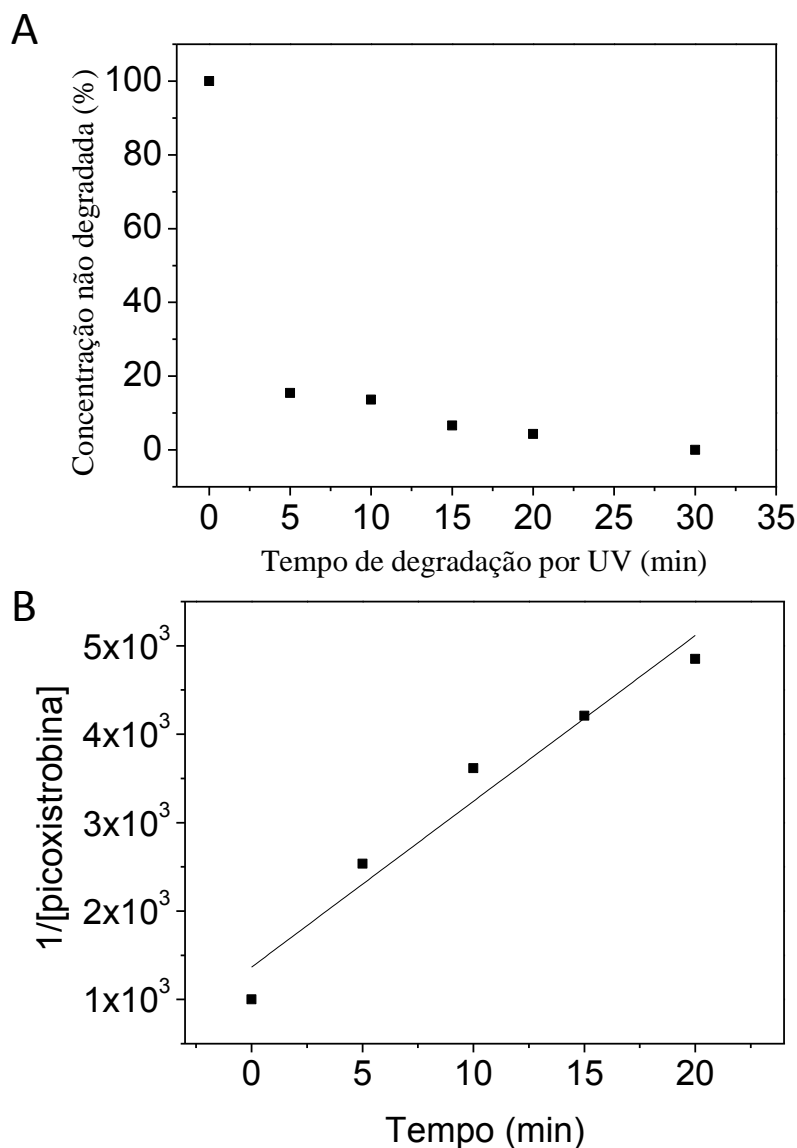 A
Concentração não degradada (%)
100
80
60
40
20
0
0 5 10 15 20 25 30 35
Tempo de degradação por UV (min)
B
1/[picoxistrobina]
5x10³
4x10³
3x10³
2x10³
1x10³
0 5 10 15 20
Tempo (min)